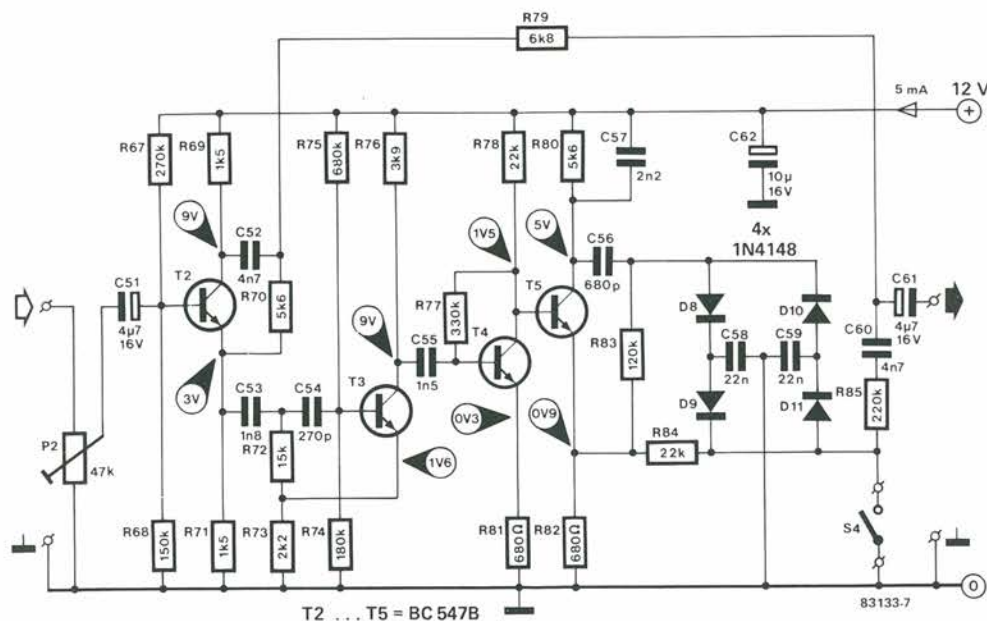 R79
6k8
5 mA
12 V
+
R67
270k
R69
1k5
R75
680k
R76
3k9
R78
22k
R80
5k6
C57
2n2
C62
10µ
16V
4x
1N4148
9V
C52
4n7
1V5
5V
C56
680p
C51
4µ7
16V
T2
R70
5k6
R77
330k
T5
9V
C55
1n5
T4
D8
D10
C58
22n
C59
22n
C61
4µ7
16V
C60
4n7
R83
120k
3V
C53
1n8
C54
270p
T3
D9
D11
R85
220k
P2
47k
R72
15k
1V6
0V3
0V9
R84
22k
R68
150k
R71
1k5
R73
2k2
R74
180k
R81
680Ω
R82
680Ω
S4
0
83133-7
T2 ... T5 = BC 547B